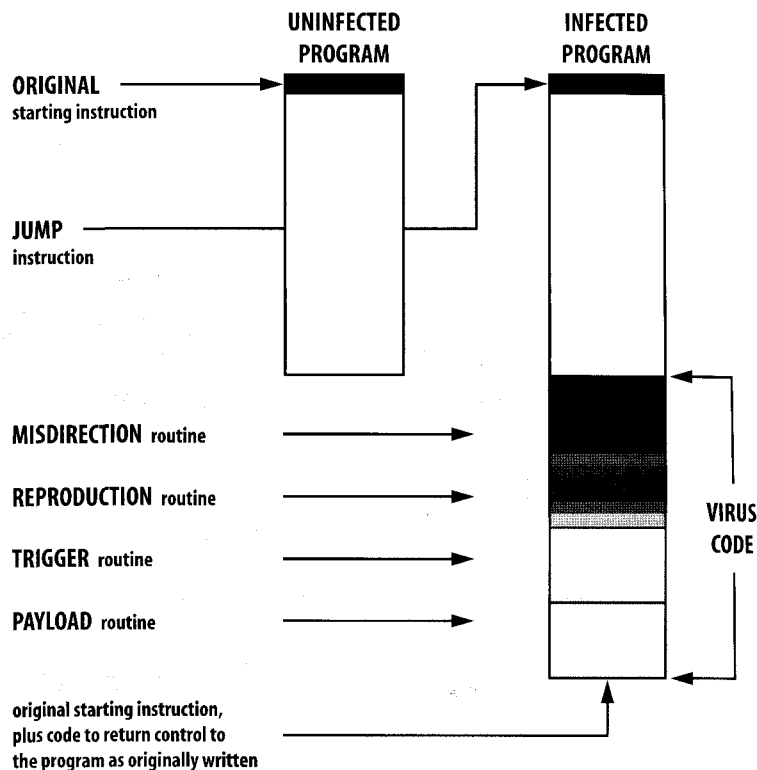 UNINFECTED
PROGRAM
INFECTED
PROGRAM
ORIGINAL
starting instruction
JUMP
instruction
MISDIRECTION routine
REPRODUCTION routine
TRIGGER routine
PAYLOAD routine
VIRUS
CODE
original starting instruction,
plus code to return control to
the program as originally written